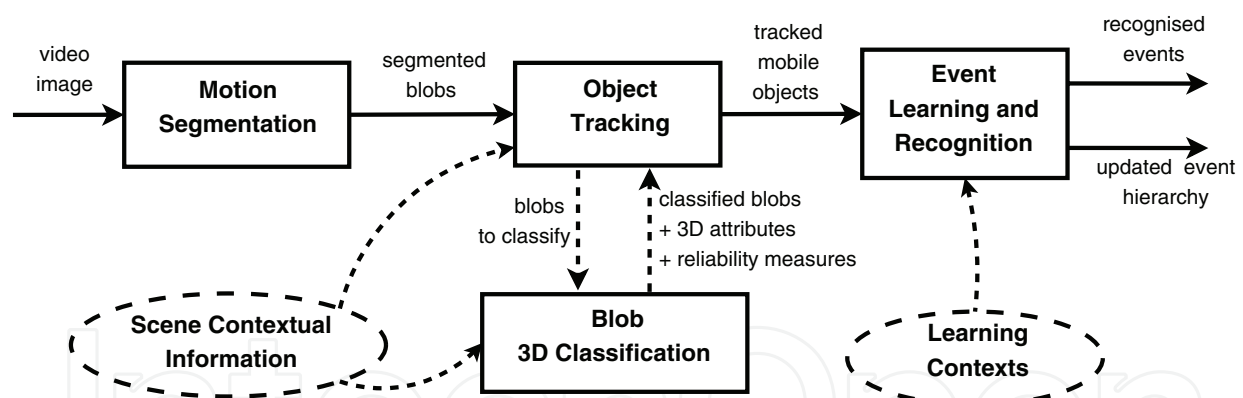 video
image
Motion
Segmentation
segmented
blobs
Object
Tracking
tracked
mobile
objects
Event
Learning and
Recognition
recognised
events
updated event
hierarchy
blobs
to classify
classified blobs
+ 3D attributes
+ reliability measures
Scene Contextual
Information
Blob
3D Classification
Learning
Contexts